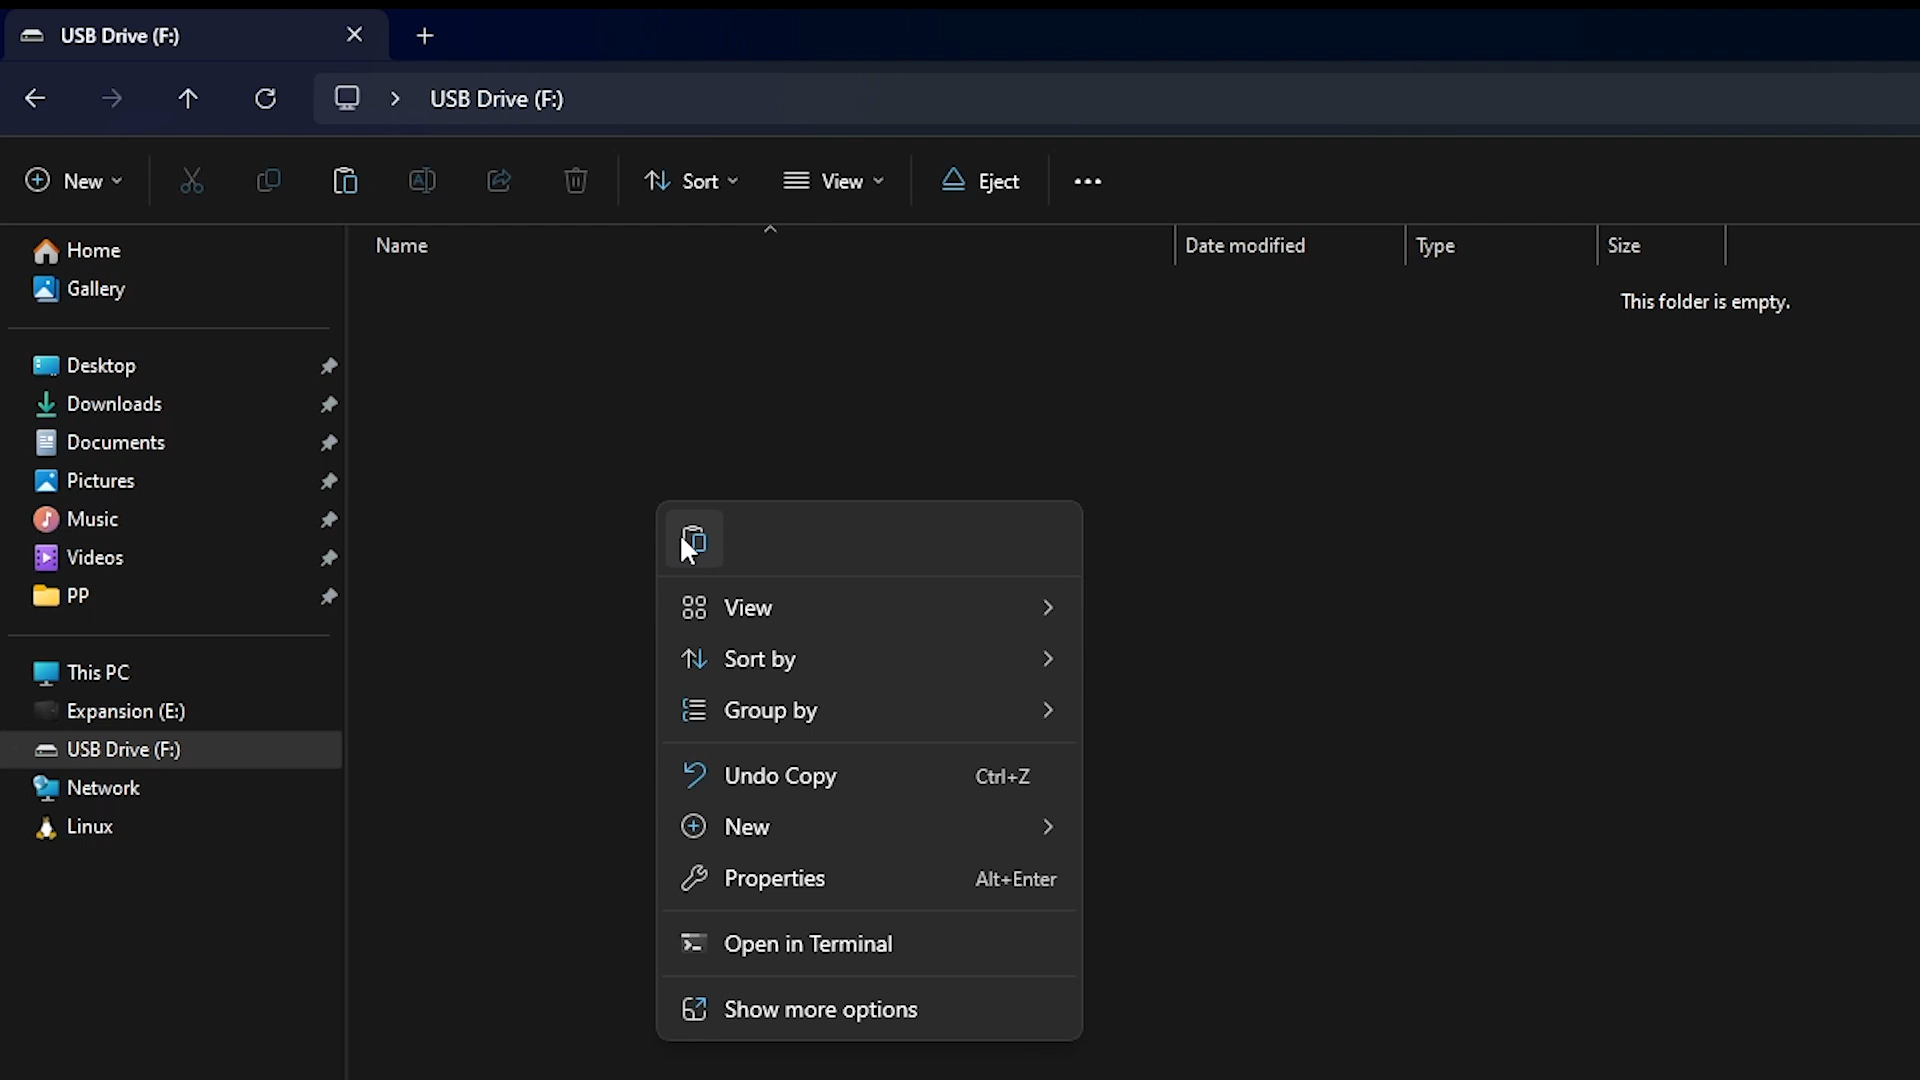 USB Drive (F:)
USB Drive (F:)
New
Sort
View
Eject
Name
Date modified
Type
Size
This folder is empty.
Home
Gallery
Desktop
Downloads
Documents
Pictures
Music
Videos
PP
This PC
Expansion (E:)
USB Drive (F:)
Network
Linux
View
Sort by
Group by
Undo Copy Ctrl+Z
New
Properties Alt+Enter
Open in Terminal
Show more options